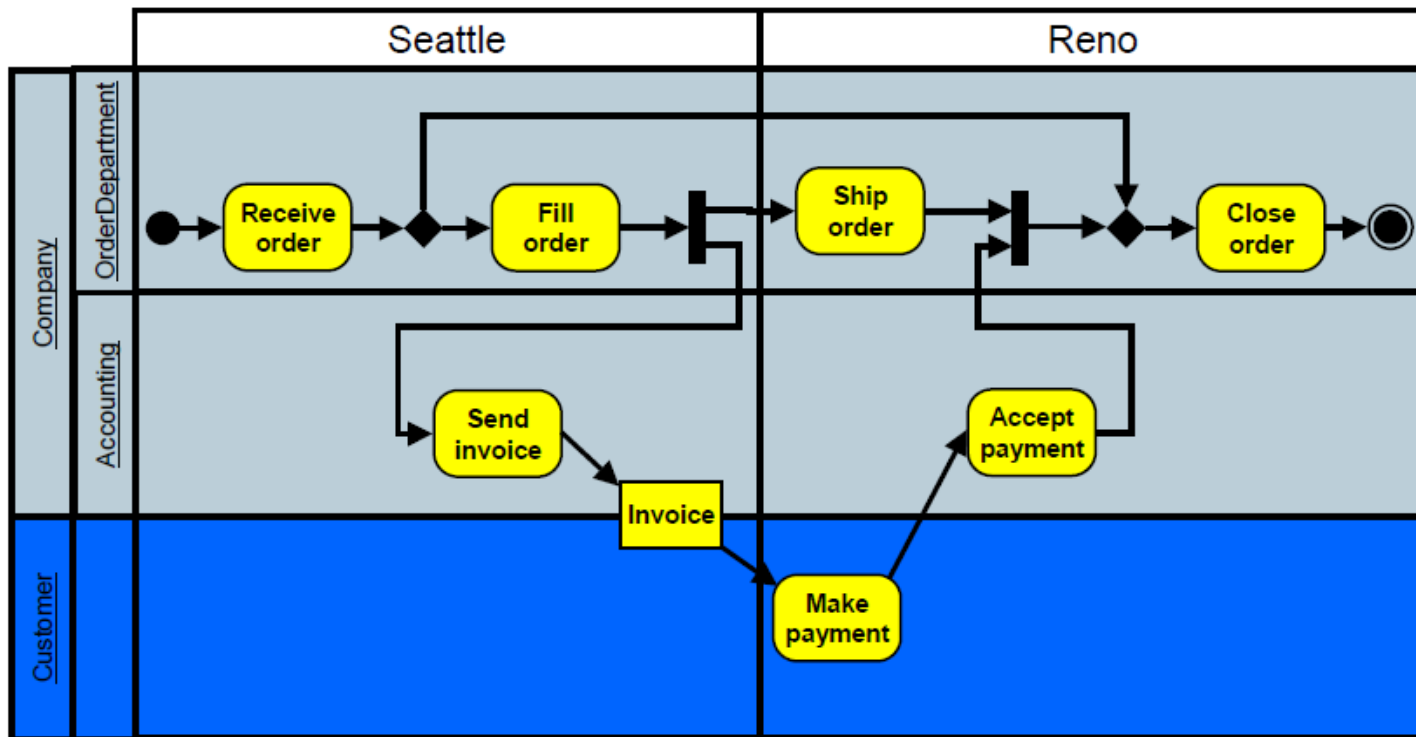 Seattle
Reno
Company
OrderDepartment
Receive
order
Fill
order
Ship
order
Close
order
Accounting
Send
invoice
Accept
payment
Invoice
Customer
Make
payment